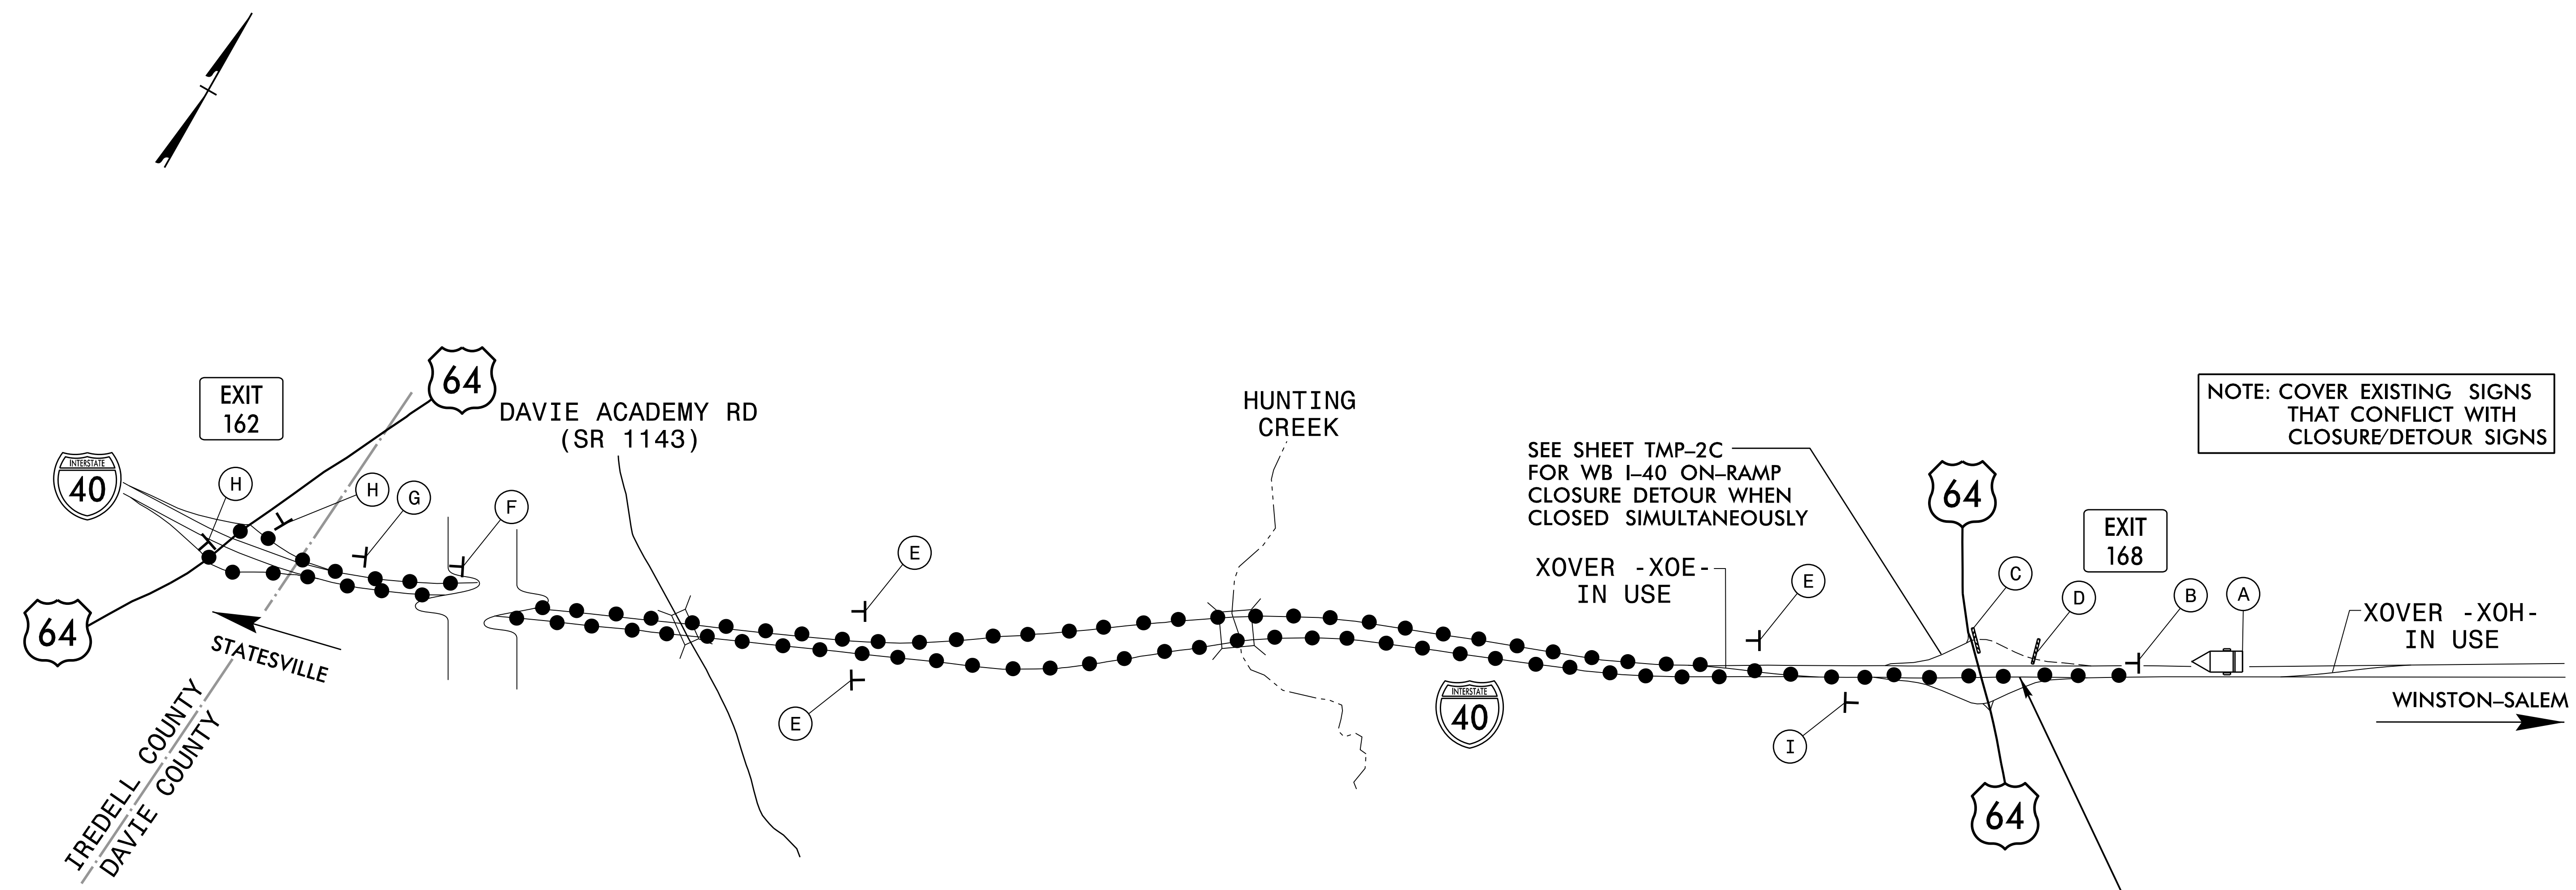 EXIT
162
64
DAVIE ACADEMY RD
(SR 1143)
HUNTING
CREEK
NOTE: COVER EXISTING SIGNS
THAT CONFLICT WITH
CLOSURE/DETOUR SIGNS
SEE SHEET TMP-2C
FOR WB I-40 ON-RAMP
CLOSURE DETOUR WHEN
CLOSED SIMULTANEOUSLY
64
EXIT
168
INTERSTATE
40
H
H
G
F
E
XOVER -XOE-
IN USE
E
C
D
B
A
XOVER -XOH-
IN USE
64
STATESVILLE
E
INTERSTATE
40
I
WINSTON-SALEM
64
IREDELL COUNTY
DAVIE COUNTY